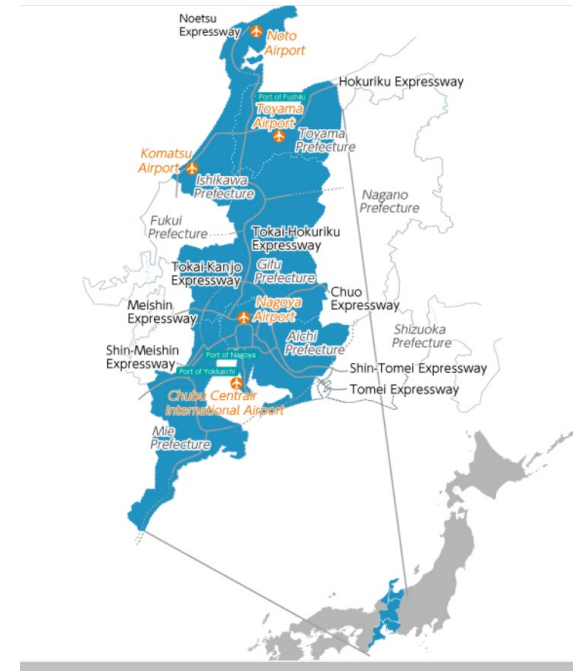 Noetsu
Expressway
Noto
Airport
Hokuriku Expressway
Port of Fushiki
Toyama
Airport
Toyama
Prefecture
Komatsu
Airport
Ishikawa
Prefecture
Nagano
Prefecture
Fukui
Prefecture
Tokai-Hokuriku
Expressway
Tokai-Kanjo
Expressway
Gifu
Prefecture
Chuo
Expressway
Meishin
Expressway
Nagoya
Airport
Aichi
Prefecture
Shizuoka
Prefecture
Shin-Meishin
Expressway
Port of Nagoya
Port of Yokkaichi
Shin-Tomei Expressway
Tomei Expressway
Chubu Centrair
International Airport
Mie
Prefecture